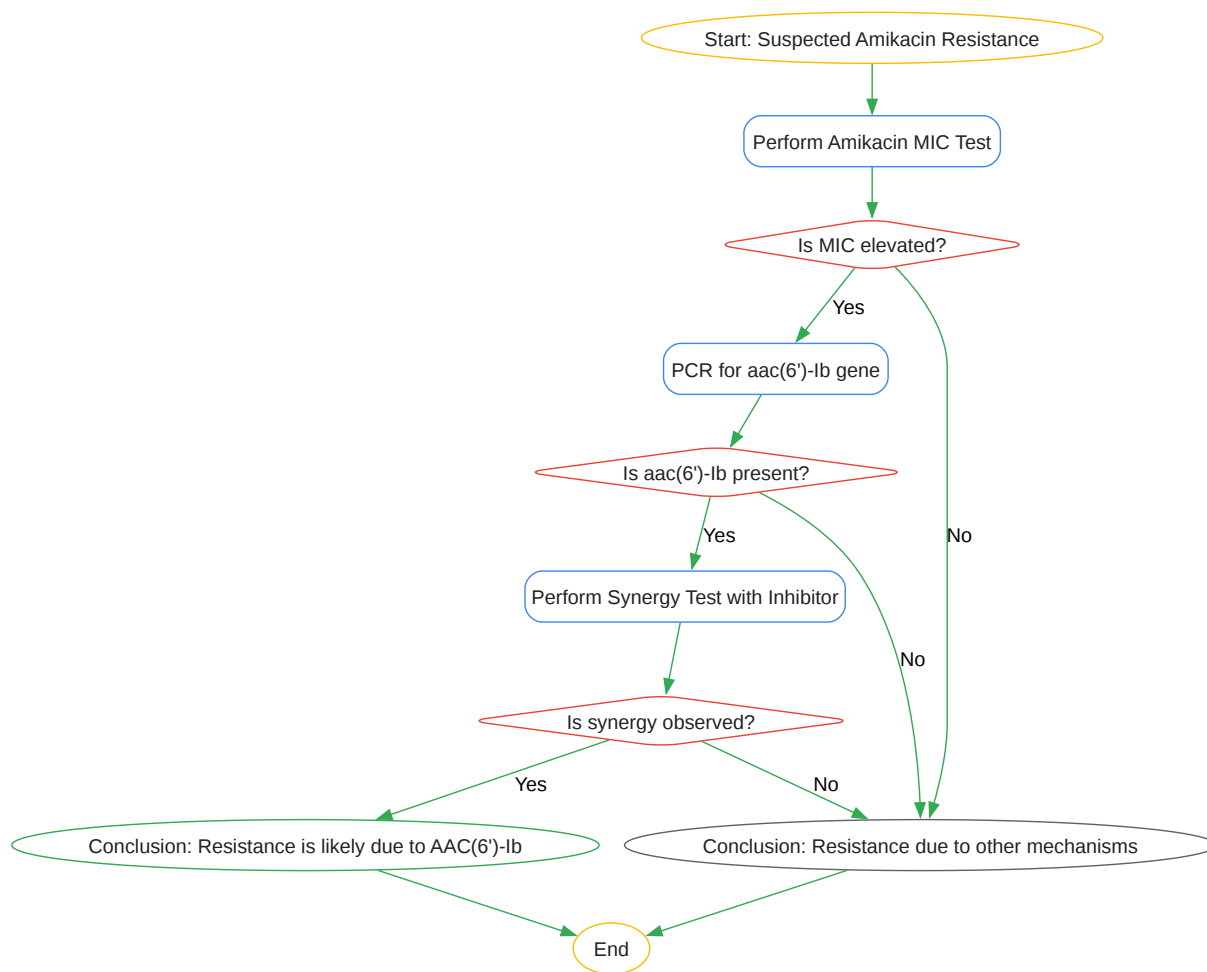 Start: Suspected Amikacin Resistance
Perform Amikacin MIC Test
Is MIC elevated?
Yes
PCR for aac(6')-Ib gene
Is aac(6')-Ib present?
Yes
No
Perform Synergy Test with Inhibitor
No
Is synergy observed?
Yes
No
Conclusion: Resistance is likely due to AAC(6')-Ib
Conclusion: Resistance due to other mechanisms
End